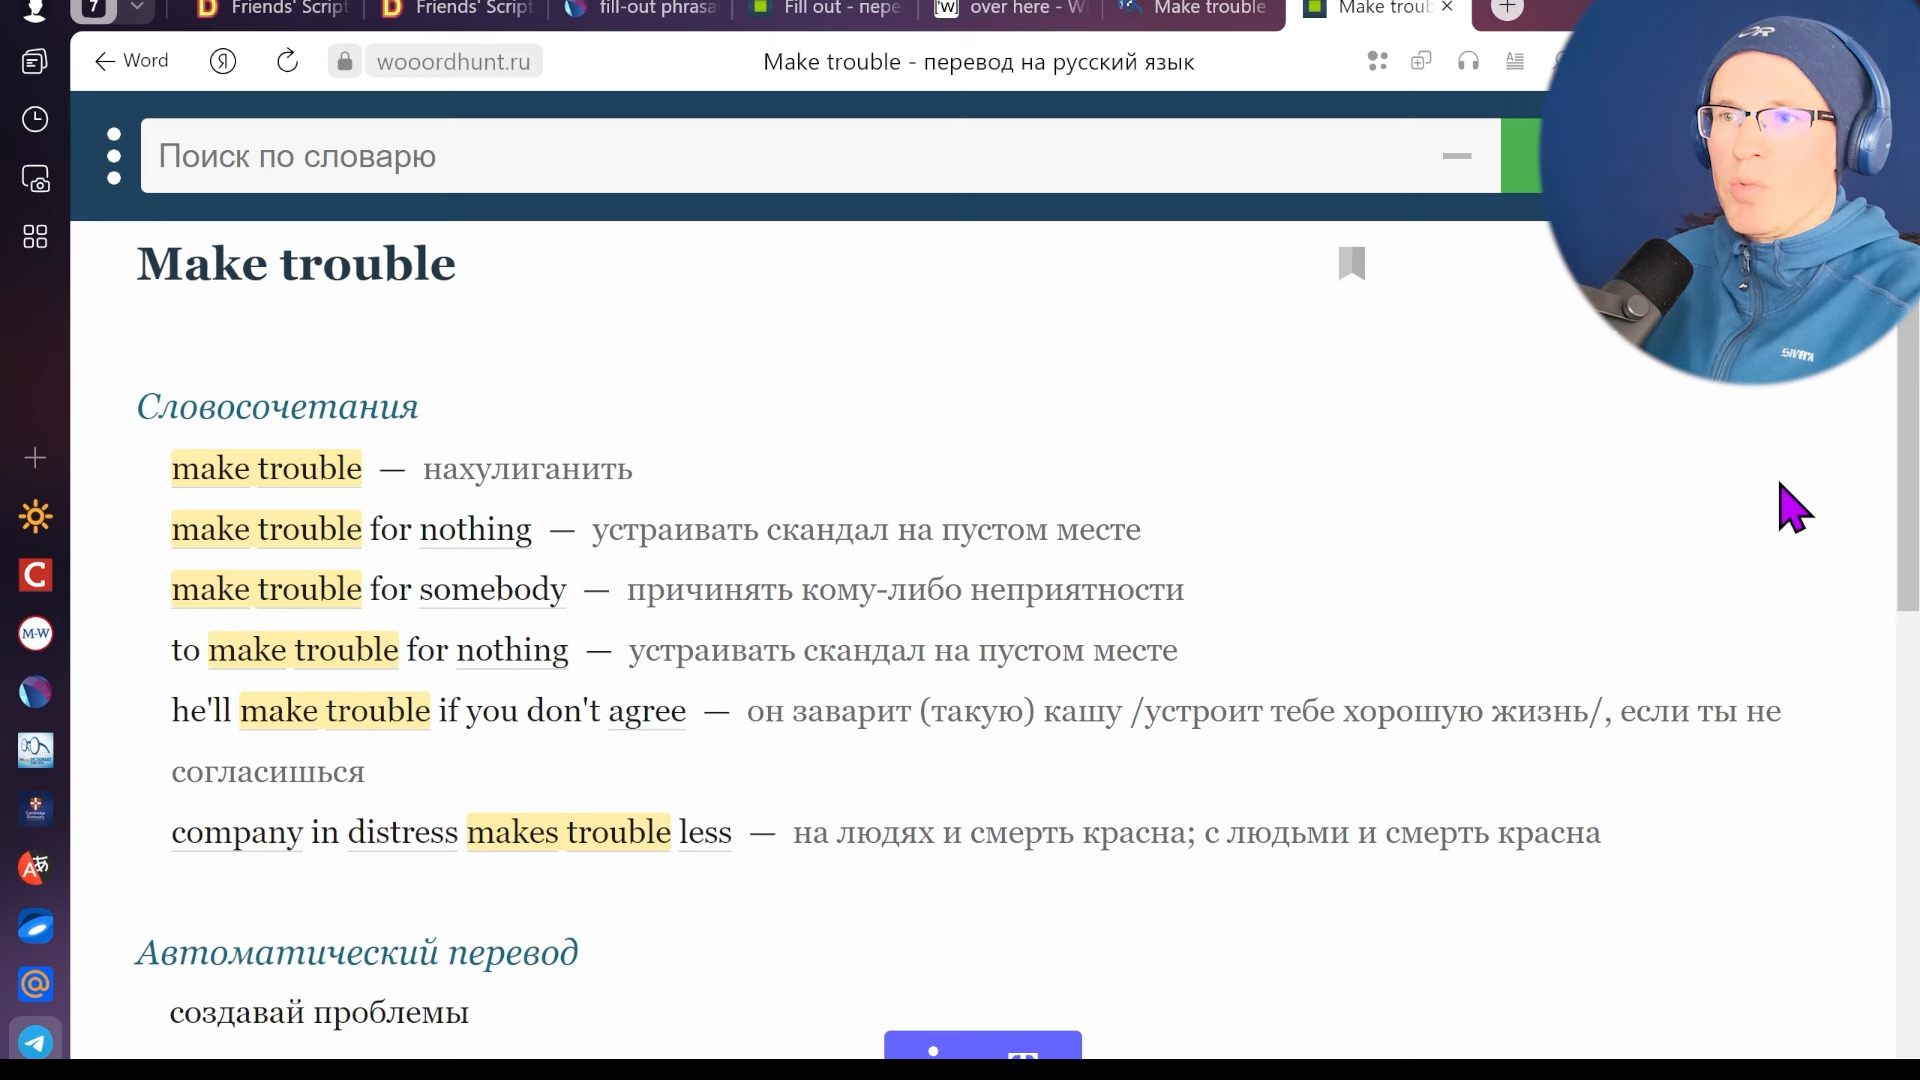 7
Friends' Script
Friends' Script
fill-out phrasa
Fill out - пере
over here - W
Make trouble
Make troub
Word
wooordhunt.ru
Make trouble - перевод на русский язык
Поиск по словарю
Make trouble
Словосочетания
make trouble — нахулиганить
make trouble for nothing — устраивать скандал на пустом месте
make trouble for somebody — причинять кому-либо неприятности
to make trouble for nothing — устраивать скандал на пустом месте
he'll make trouble if you don't agree — он заварит (такую) кашу /устроит тебе хорошую жизнь/, если ты не
согласишься
company in distress makes trouble less — на людях и смерть красна; с людьми и смерть красна
Автоматический перевод
создавай проблемы
M-W
OR